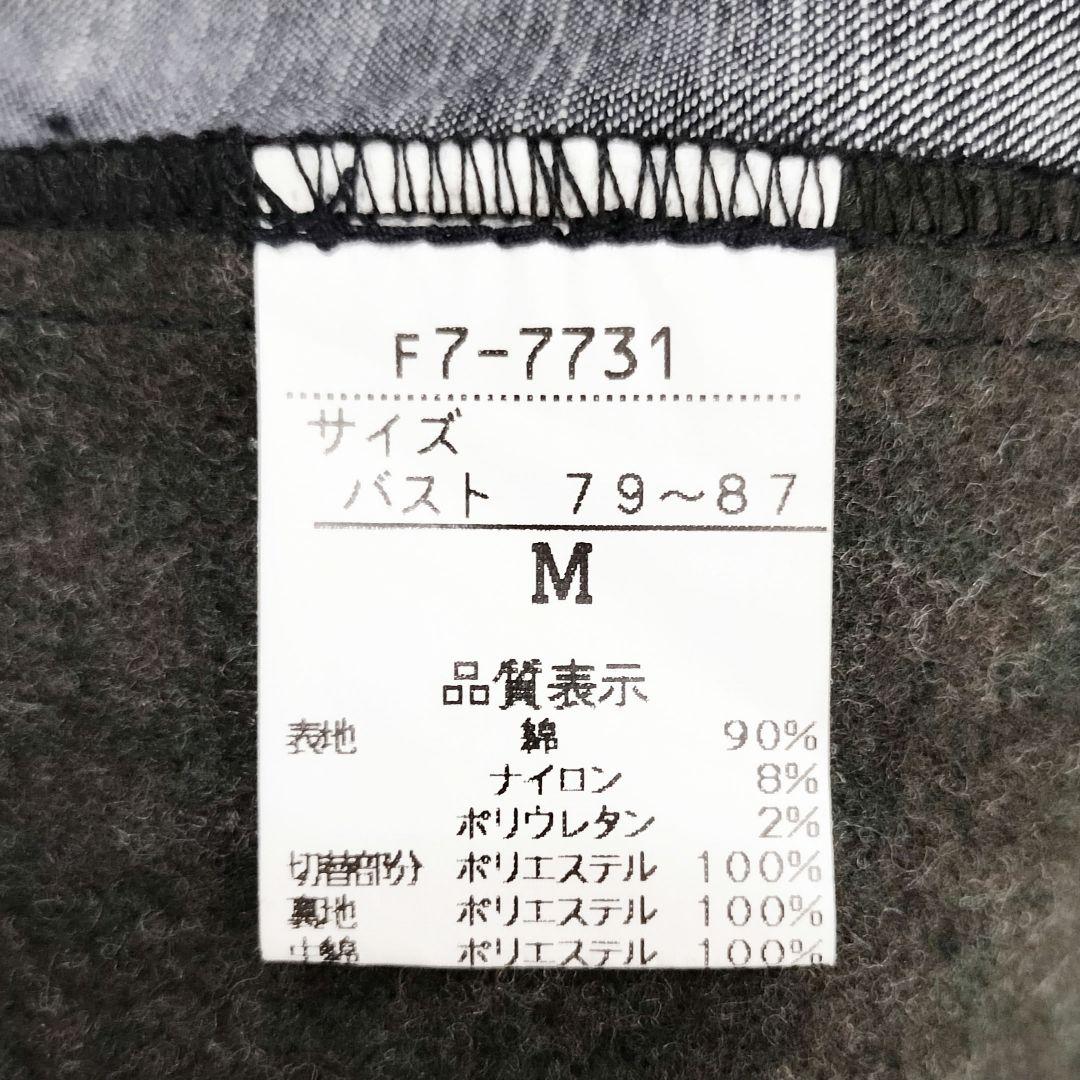 F7-7731
サイズ
バスト 79～87
M
品質表示
表地 綿 90%
ナイロン 8%
ポリウレタン 2%
切替部分 ポリエステル 100%
裏地 ポリエステル 100%
中綿 ポリエステル 100%